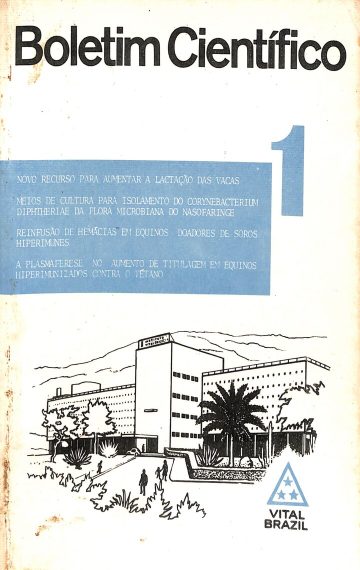 Boletim Científico
1
NOVO RECURSO PARA AUMENTAR A LACTAÇÃO DAS VACAS
MEIOS DE CULTURA PARA ISOLAMENTO DO CORYNEBACTERIUM
DIPHTHERIAE DA FLORA MICROBIANA DO NASOFARINGE
REINFUSÃO DE HEMÁCIAS EM EQUINOS DOADORES DE SOROS
HIPERIMUNES
A PLASMAFERESE NO AUMENTO DE TITULAGEM EM EQUINOS
HIPERIMUNIZADOS CONTRA O TÉTANO
VITAL
BRAZIL